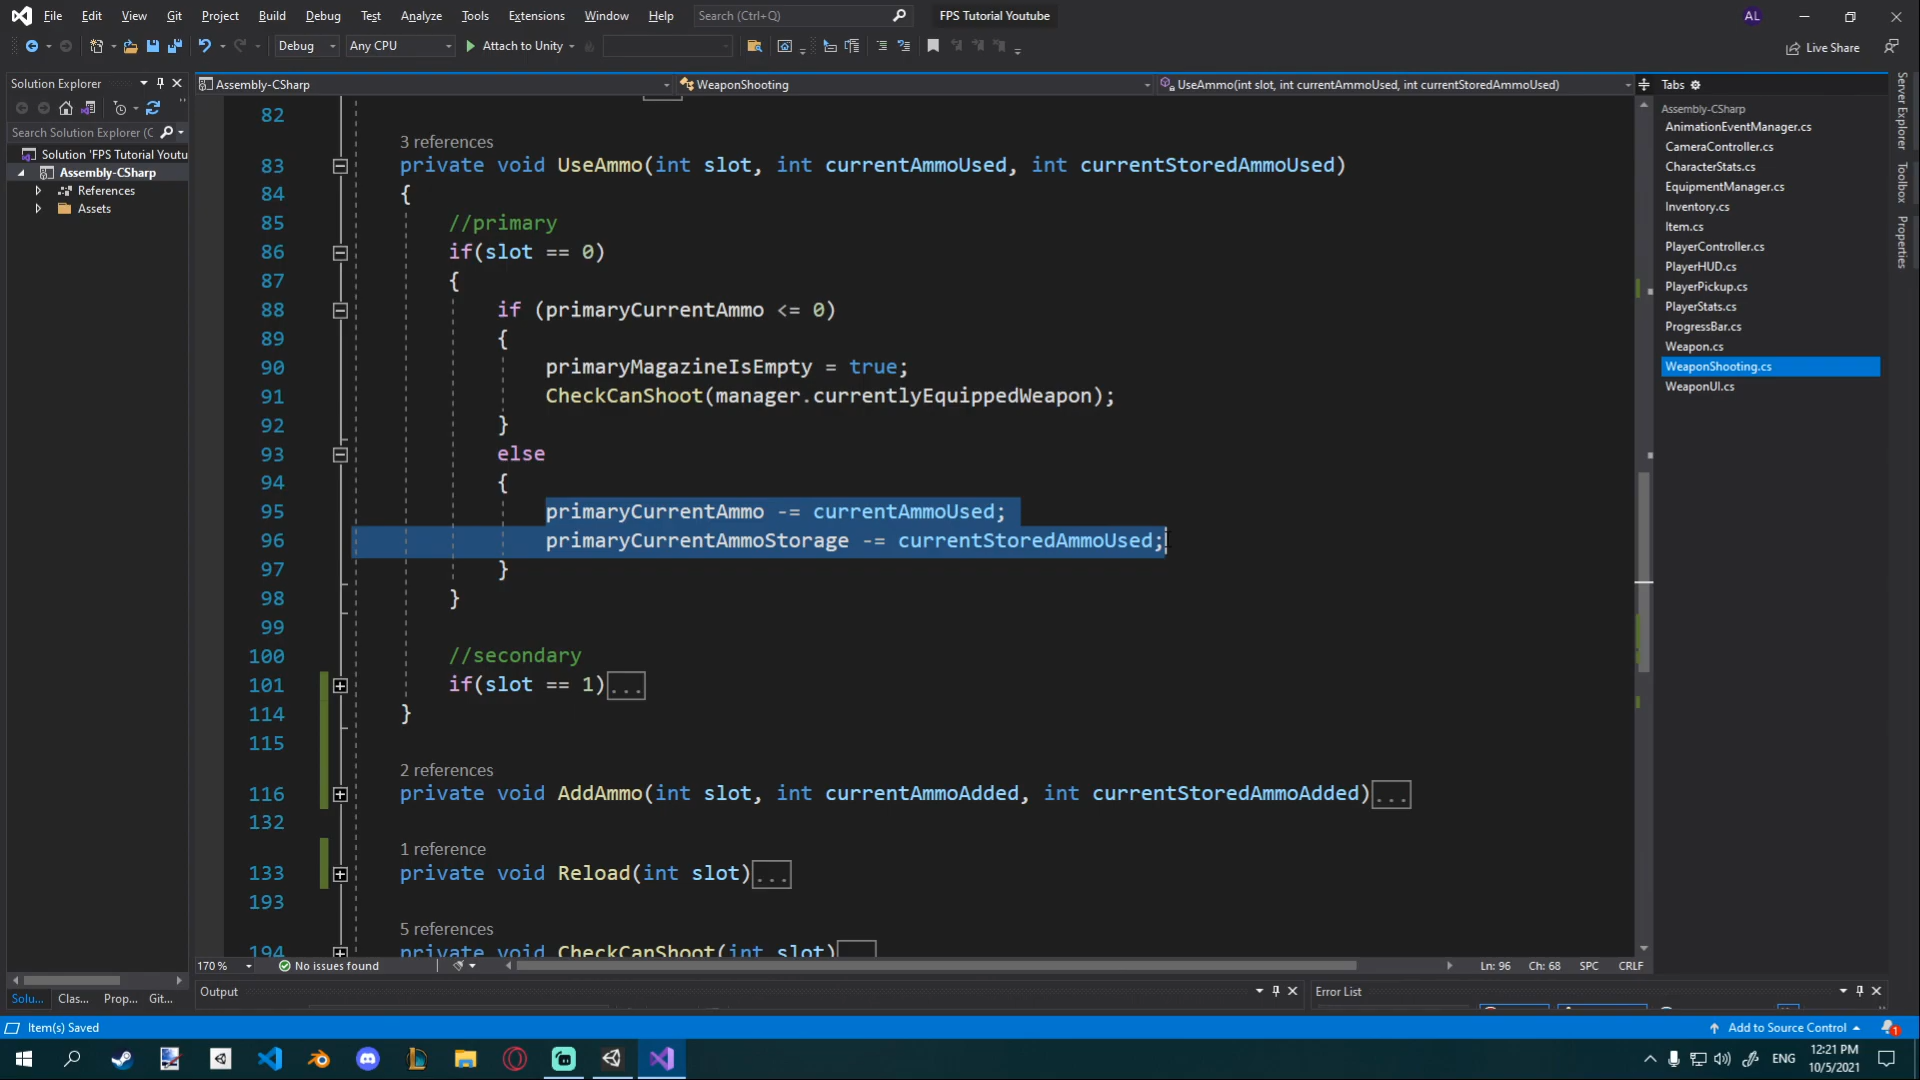 File Edit View Git Project Build Debug Test Analyze Tools Extensions Window Help Search (Ctrl+Q) FPS Tutorial Youtube AL
Debug Any CPU Attach to Unity Live Share
Solution Explorer
Search Solution Explorer (C
Solution 'FPS Tutorial Youtu
Assembly-CSharp
References
Assets
Assembly-CSharp WeaponShooting UseAmmo(int slot, int currentAmmoUsed, int currentStoredAmmoUsed)
82
3 references
83 private void UseAmmo(int slot, int currentAmmoUsed, int currentStoredAmmoUsed)
84 {
85 //primary
86 if(slot == 0)
87 {
88 if (primaryCurrentAmmo <= 0)
89 {
90 primaryMagazineIsEmpty = true;
91 CheckCanShoot(manager.currentlyEquippedWeapon);
92 }
93 else
94 {
95 primaryCurrentAmmo -= currentAmmoUsed;
96 primaryCurrentAmmoStorage -= currentStoredAmmoUsed;
97 }
98 }
99
100 //secondary
101 if(slot == 1)...
114 }
115
2 references
116 private void AddAmmo(int slot, int currentAmmoAdded, int currentStoredAmmoAdded)...
132
1 reference
133 private void Reload(int slot)...
193
5 references
194 private void CheckCanShoot(int slot)
Tabs
Assembly-CSharp
AnimationEventManager.cs
CameraController.cs
CharacterStats.cs
EquipmentManager.cs
Inventory.cs
Item.cs
PlayerController.cs
PlayerHUD.cs
PlayerPickup.cs
PlayerStats.cs
ProgressBar.cs
Weapon.cs
WeaponShooting.cs
WeaponUI.cs
Server Explorer
Toolbox
Properties
170 % No issues found Ln: 96 Ch: 68 SPC CRLF
Solu... Clas... Prop... Git...
Output
Error List
Item(s) Saved
Add to Source Control 1
ENG 12:21 PM
10/5/2021